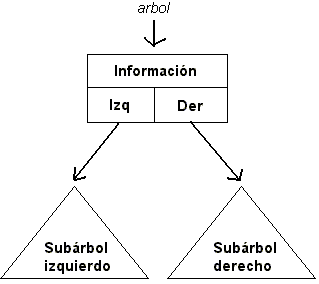 arbol
Información
Izq
Der
Subárbol
izquierdo
Subárbol
derecho